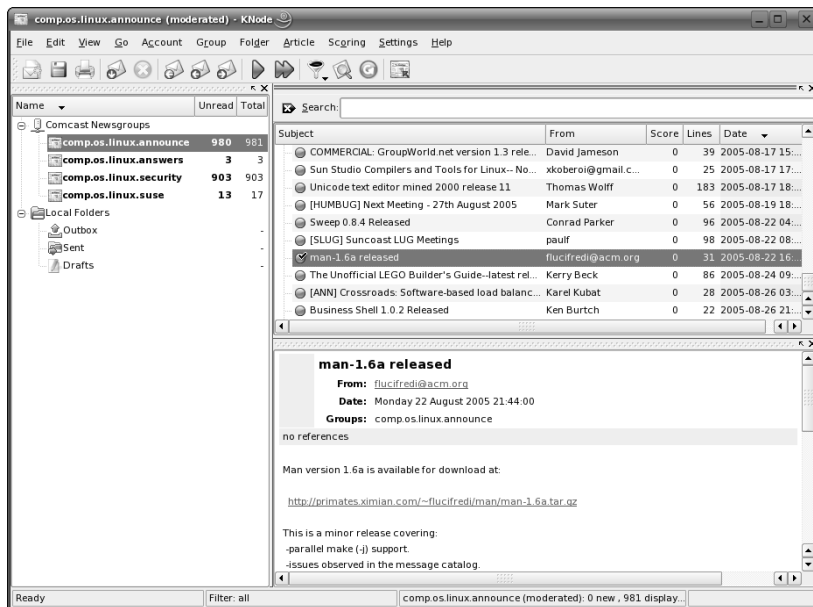 comp.os.linux.announce (moderated) - KNode
File Edit View Go Account Group Folder Article Scoring Settings Help
Name Unread Total
Comcast Newsgroups
comp.os.linux.announce 980 981
comp.os.linux.answers 3 3
comp.os.linux.security 903 903
comp.os.linux.suse 13 17
Local Folders
Outbox -
Sent -
Drafts -
Search:
Subject From Score Lines Date
COMMERCIAL: GroupWorld.net version 1.3 rele... David Jameson 0 39 2005-08-17 15:...
Sun Studio Compilers and Tools for Linux-- No... xkoberoi@gmail.c... 0 25 2005-08-17 17:...
Unicode text editor mined 2000 release 11 Thomas Wolff 0 183 2005-08-17 18:...
[HUMBUG] Next Meeting - 27th August 2005 Mark Suter 0 56 2005-08-19 18:...
Sweep 0.8.4 Released Conrad Parker 0 96 2005-08-22 04:...
[SLUG] Suncoast LUG Meetings paulf 0 98 2005-08-22 08:...
man-1.6a released flucifredi@acm.org 0 31 2005-08-22 16:...
The Unofficial LEGO Builder's Guide--latest rel... Kerry Beck 0 86 2005-08-24 09:...
[ANN] Crossroads: Software-based load balanc... Karel Kubat 0 28 2005-08-26 03:...
Business Shell 1.0.2 Released Ken Burtch 0 22 2005-08-26 21:...
man-1.6a released
From: flucifredi@acm.org
Date: Monday 22 August 2005 21:44:00
Groups: comp.os.linux.announce
no references
Man version 1.6a is available for download at:
http://primates.ximian.com/~flucifredi/man/man-1.6a.tar.gz
This is a minor release covering:
-parallel make (-j) support.
-issues observed in the message catalog.
Ready Filter: all comp.os.linux.announce (moderated): 0 new , 981 display...